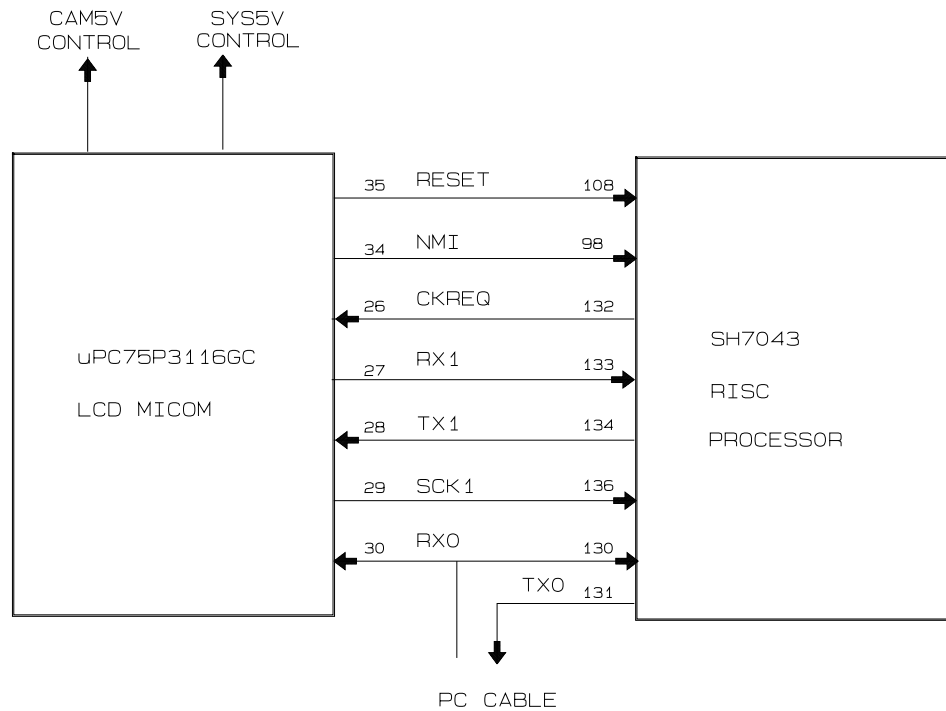 CAM5V
CONTROL
SYS5V
CONTROL
35 RESET 108
34 NMI 98
26 CKREQ 132
uPC75P3116GC
LCD MICOM
27 RX1 133
28 TX1 134
29 SCK1 136
30 RX0 130
TX0 131
SH7043
RISC
PROCESSOR
PC CABLE